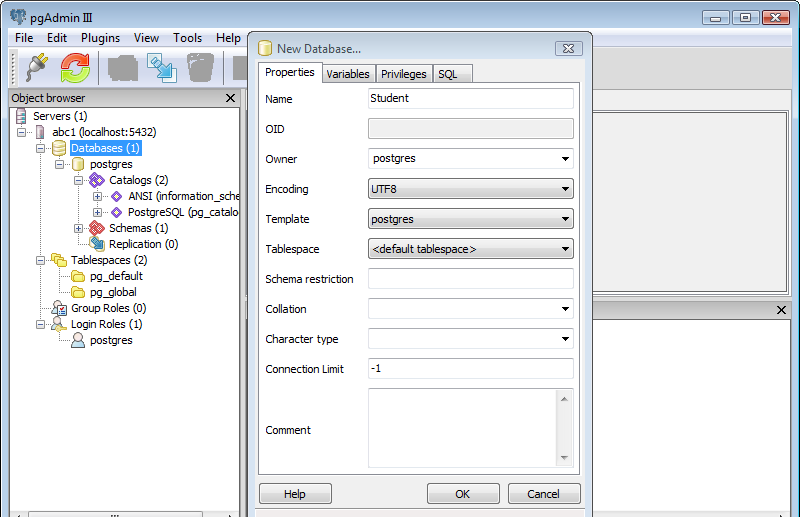 pgAdmin III
File Edit Plugins View Tools Help
Object browser
Servers (1)
abc1 (localhost:5432)
Databases (1)
postgres
Catalogs (2)
ANSI (information_sche
PostgreSQL (pg_catalo
Schemas (1)
Replication (0)
Tablespaces (2)
pg_default
pg_global
Group Roles (0)
Login Roles (1)
postgres
New Database...
Properties Variables Privileges SQL
Name Student
OID
Owner postgres
Encoding UTF8
Template postgres
Tablespace <default tablespace>
Schema restriction
Collation
Character type
Connection Limit -1
Comment
Help OK Cancel